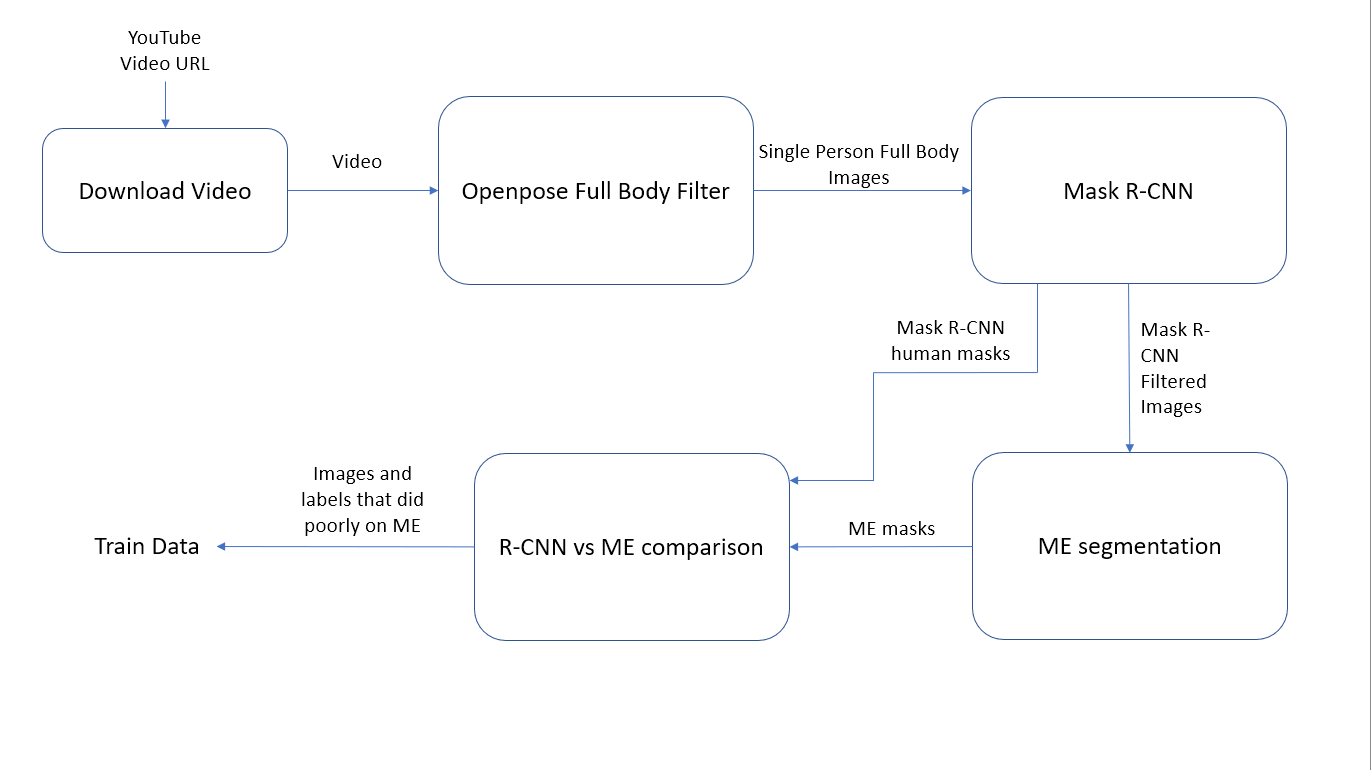 YouTube
Video URL
Download Video
Video
Openpose Full Body Filter
Single Person Full Body
Images
Mask R-CNN
Mask R-CNN
human masks
Mask R-
CNN
Filtered
Images
ME segmentation
ME masks
R-CNN vs ME comparison
Images and
labels that did
poorly on ME
Train Data